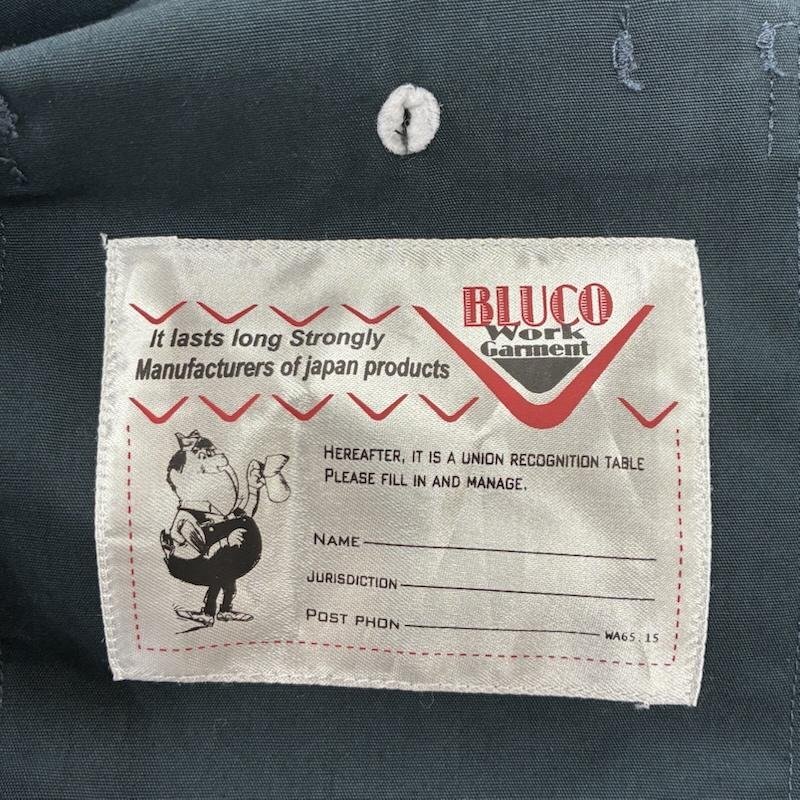 BLUCO
Work
Garment
It lasts long Strongly
Manufacturers of japan products
HEREAFTER, IT IS A UNION RECOGNITION TABLE
PLEASE FILL IN AND MANAGE.
NAME
JURISDICTION
POST PHON
WA65.15